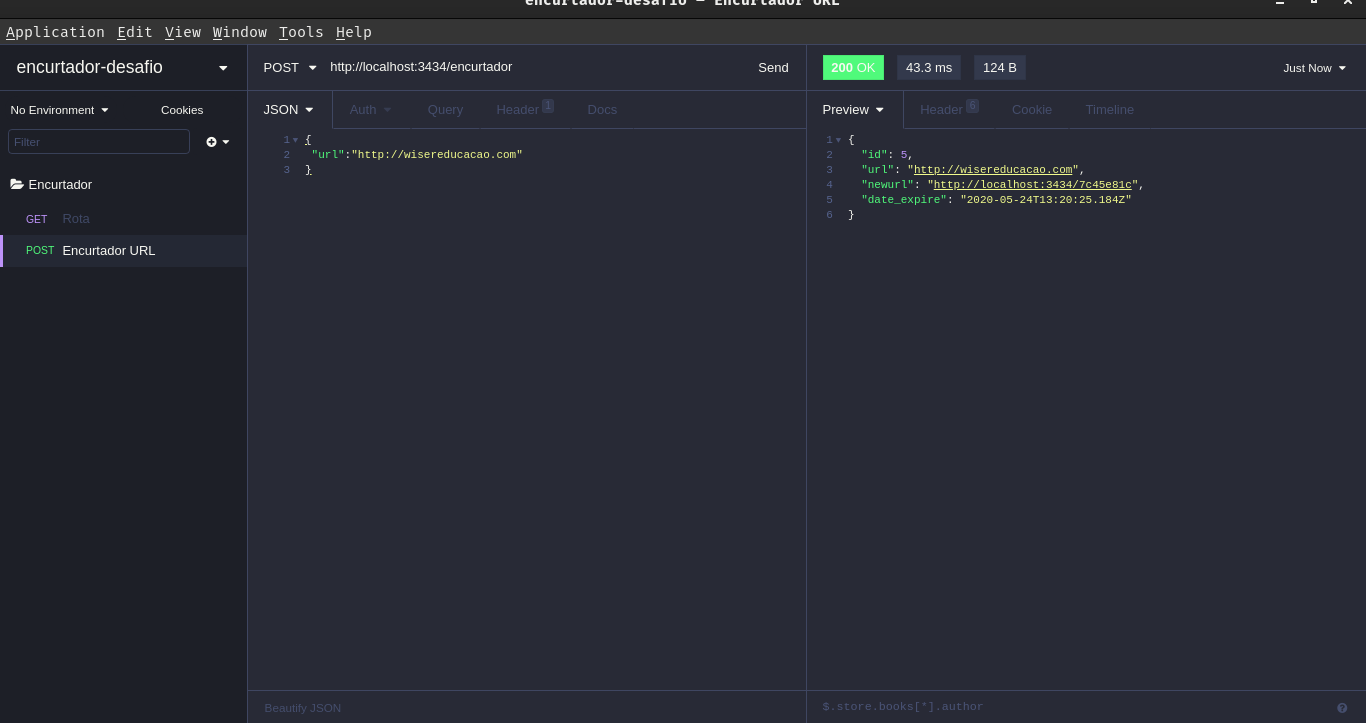 encurtador-desafio – Encurtador URL
Application Edit View Window Tools Help
encurtador-desafio
POST http://localhost:3434/encurtador Send
200 OK 43.3 ms 124 B Just Now
No Environment Cookies
JSON Auth Query Header 1 Docs
Preview Header 6 Cookie Timeline
Filter
Encurtador
GET Rota
POST Encurtador URL
1 {
2 "url":"http://wisereducacao.com"
3 }
1 {
2 "id": 5,
3 "url": "http://wisereducacao.com",
4 "newurl": "http://localhost:3434/7c45e81c",
5 "date_expire": "2020-05-24T13:20:25.184Z"
6 }
Beautify JSON
$.store.books[*].author